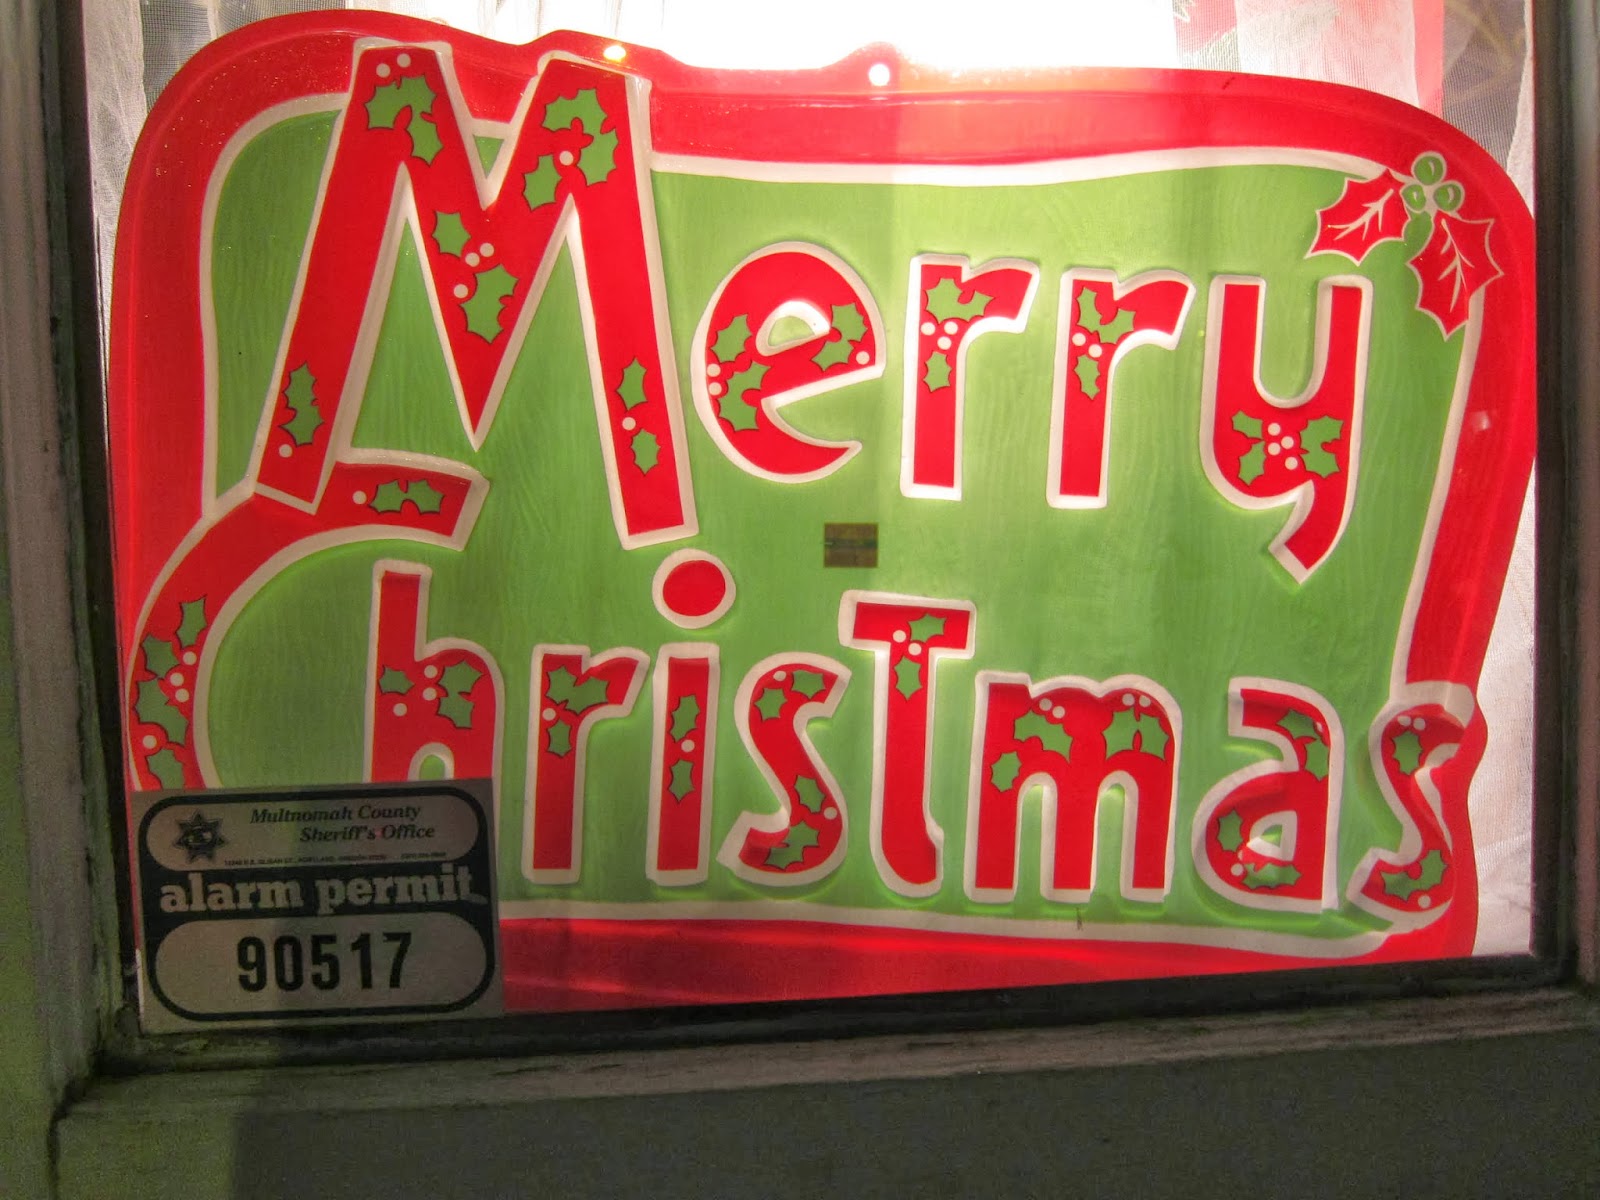 Merry
Christmas
Multnomah County
Sheriff's Office
alarm permit
90517